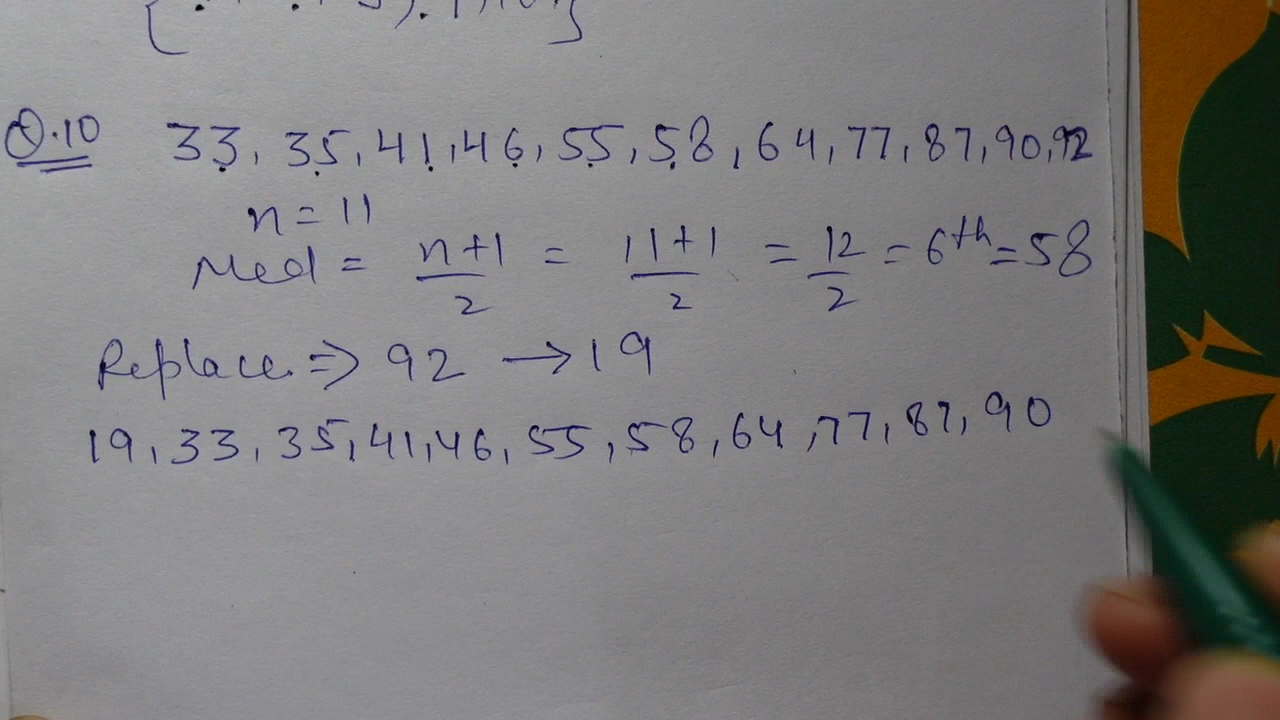 Q.10 33, 35, 41, 46, 55, 58, 64, 77, 87, 90, 92
n = 11
Med = n+1/2 = 11+1/2 = 12/2 = 6th = 58
Replace => 92 → 19
19, 33, 35, 41, 46, 55, 58, 64, 77, 87, 90